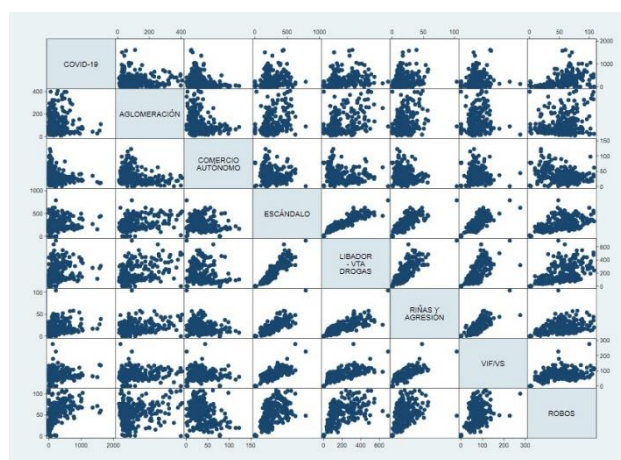 0 200 400
0 500 1000
0 50 100
0 50 100
COVID-19
2000
1000
0
400
200
0
AGLOMERACIÓN
COMERCIO
AUTÓNOMO
150
100
50
0
1000
500
0
ESCÁNDALO
LIBADOR
- VTA
DROGAS
600
400
200
0
100
50
0
RIÑAS Y
AGRESIÓN
VIF/VS
300
200
100
0
100
50
0
ROBOS
0 1000 2000
0 50 100 150
0 200 400 600
0 100 200 300